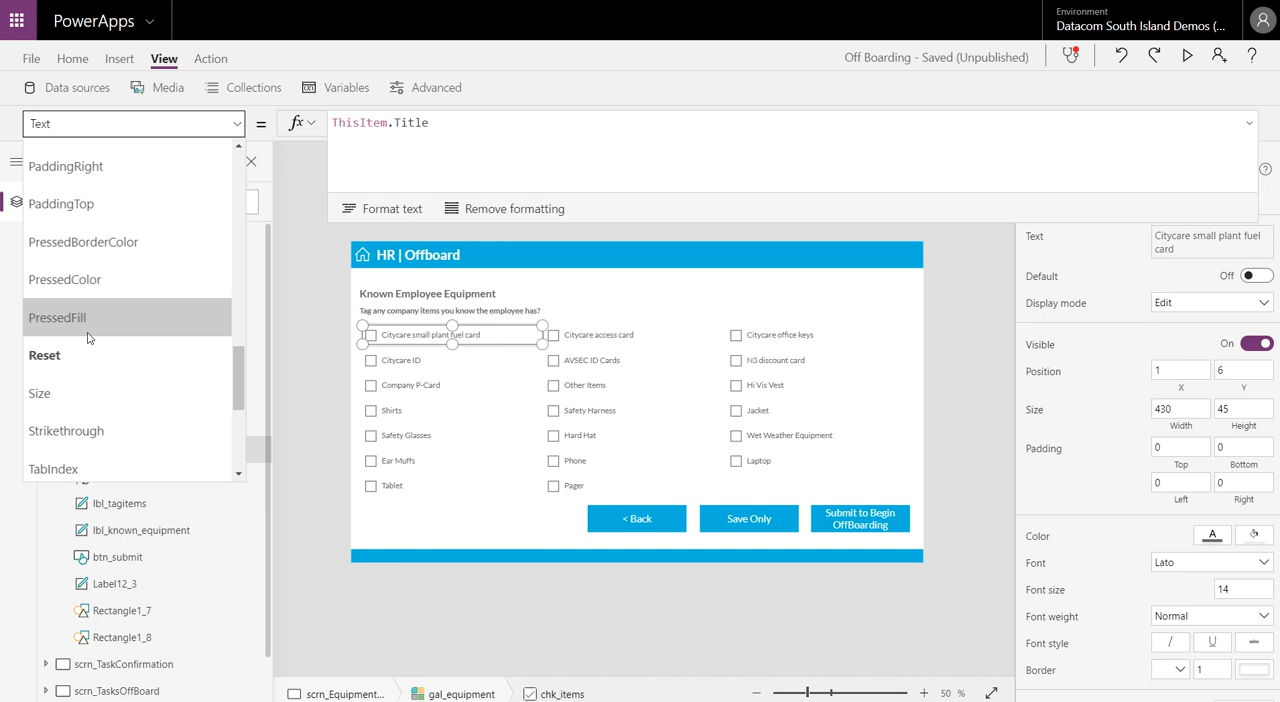 PowerApps
Environment
Datacom South Island Demos (...
File Home Insert View Action
Off Boarding - Saved (Unpublished)
?
Data sources Media Collections Variables Advanced
Text
= fx ThisItem.Title
Format text Remove formatting
PaddingRight
PaddingTop
PressedBorderColor
PressedColor
PressedFill
Reset
Size
Strikethrough
TabIndex
lbl_tagitems
lbl_known_equipment
btn_submit
Label12_3
Rectangle1_7
Rectangle1_8
scrn_TaskConfirmation
scrn_TasksOffBoard
HR | Offboard
Known Employee Equipment
Tag any company items you know the employee has?
Citycare small plant fuel card Citycare access card Citycare office keys
Citycare ID AVSEC ID Cards N3 discount card
Company P-Card Other Items Hi Vis Vest
Shirts Safety Harness Jacket
Safety Glasses Hard Hat Wet Weather Equipment
Ear Muffs Phone Laptop
Tablet Pager
< Back Save Only Submit to Begin
OffBoarding
scrn_Equipment... gal_equipment chk_items
50 %
Text Citycare small plant fuel
card
Default Off
Display mode Edit
Visible On
Position 1 6
X Y
Size 430 45
Width Height
Padding 0 0
Top Bottom
0 0
Left Right
Color A
Font Lato
Font size 14
Font weight Normal
Font style / U abc
Border 1